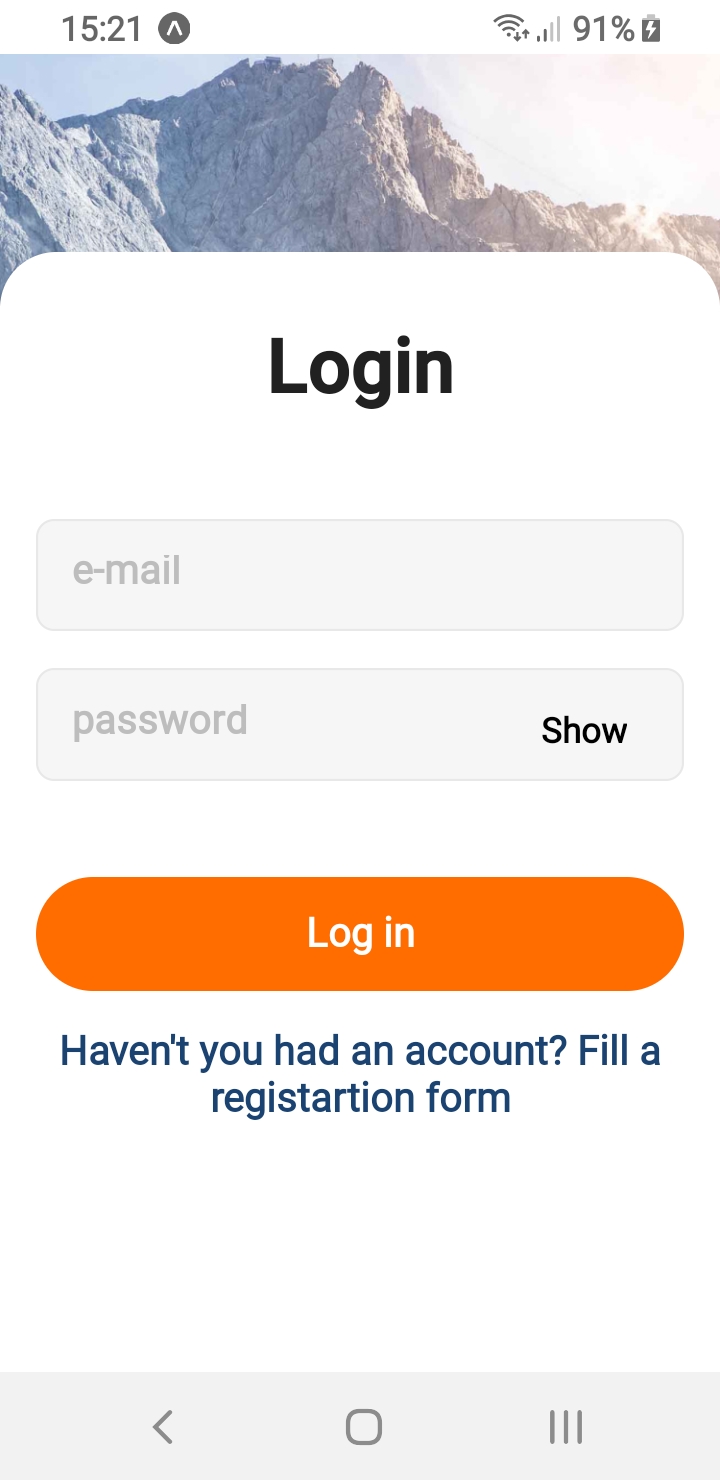 15:21 91%
Login
e-mail
password
Show
Log in
Haven't you had an account? Fill a
registartion form